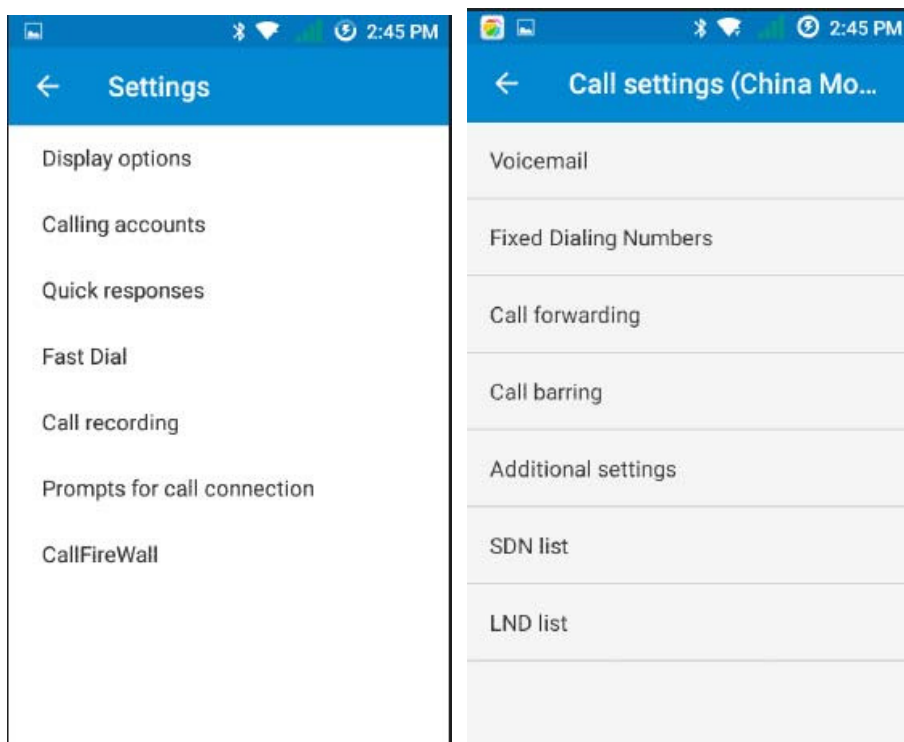 2:45 PM
Settings
Display options
Calling accounts
Quick responses
Fast Dial
Call recording
Prompts for call connection
CallFireWall
2:45 PM
Call settings (China Mo...
Voicemail
Fixed Dialing Numbers
Call forwarding
Call barring
Additional settings
SDN list
LND list